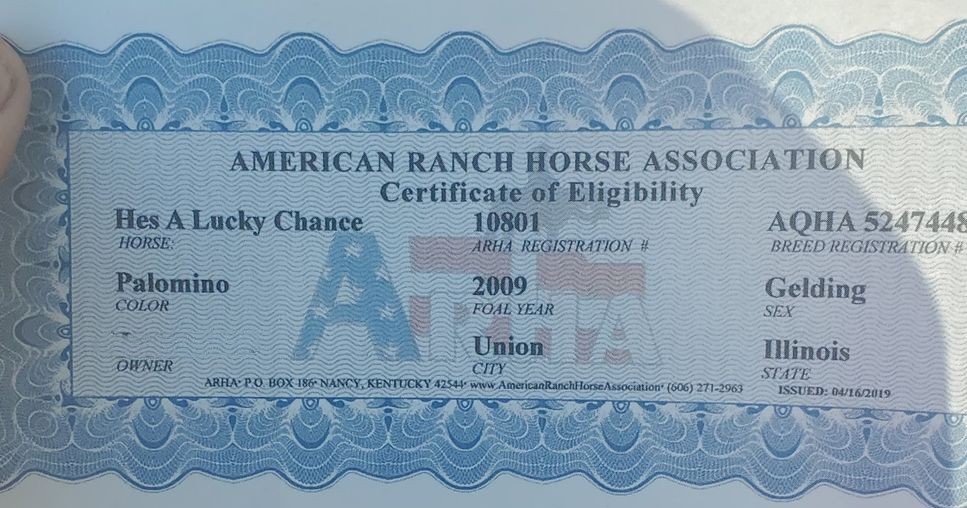 AMERICAN RANCH HORSE ASSOCIATION
Certificate of Eligibility
Hes A Lucky Chance 10801 AQHA 5247448
HORSE: ARHA REGISTRATION # BREED REGISTRATION #
Palomino 2009 Gelding
COLOR FOAL YEAR SEX
- Union Illinois
OWNER CITY STATE
ARHA• P.O. BOX 186• NANCY, KENTUCKY 42544• www.AmericanRanchHorseAssociation• (606) 271-2963 ISSUED: 04/16/2019
ARHA